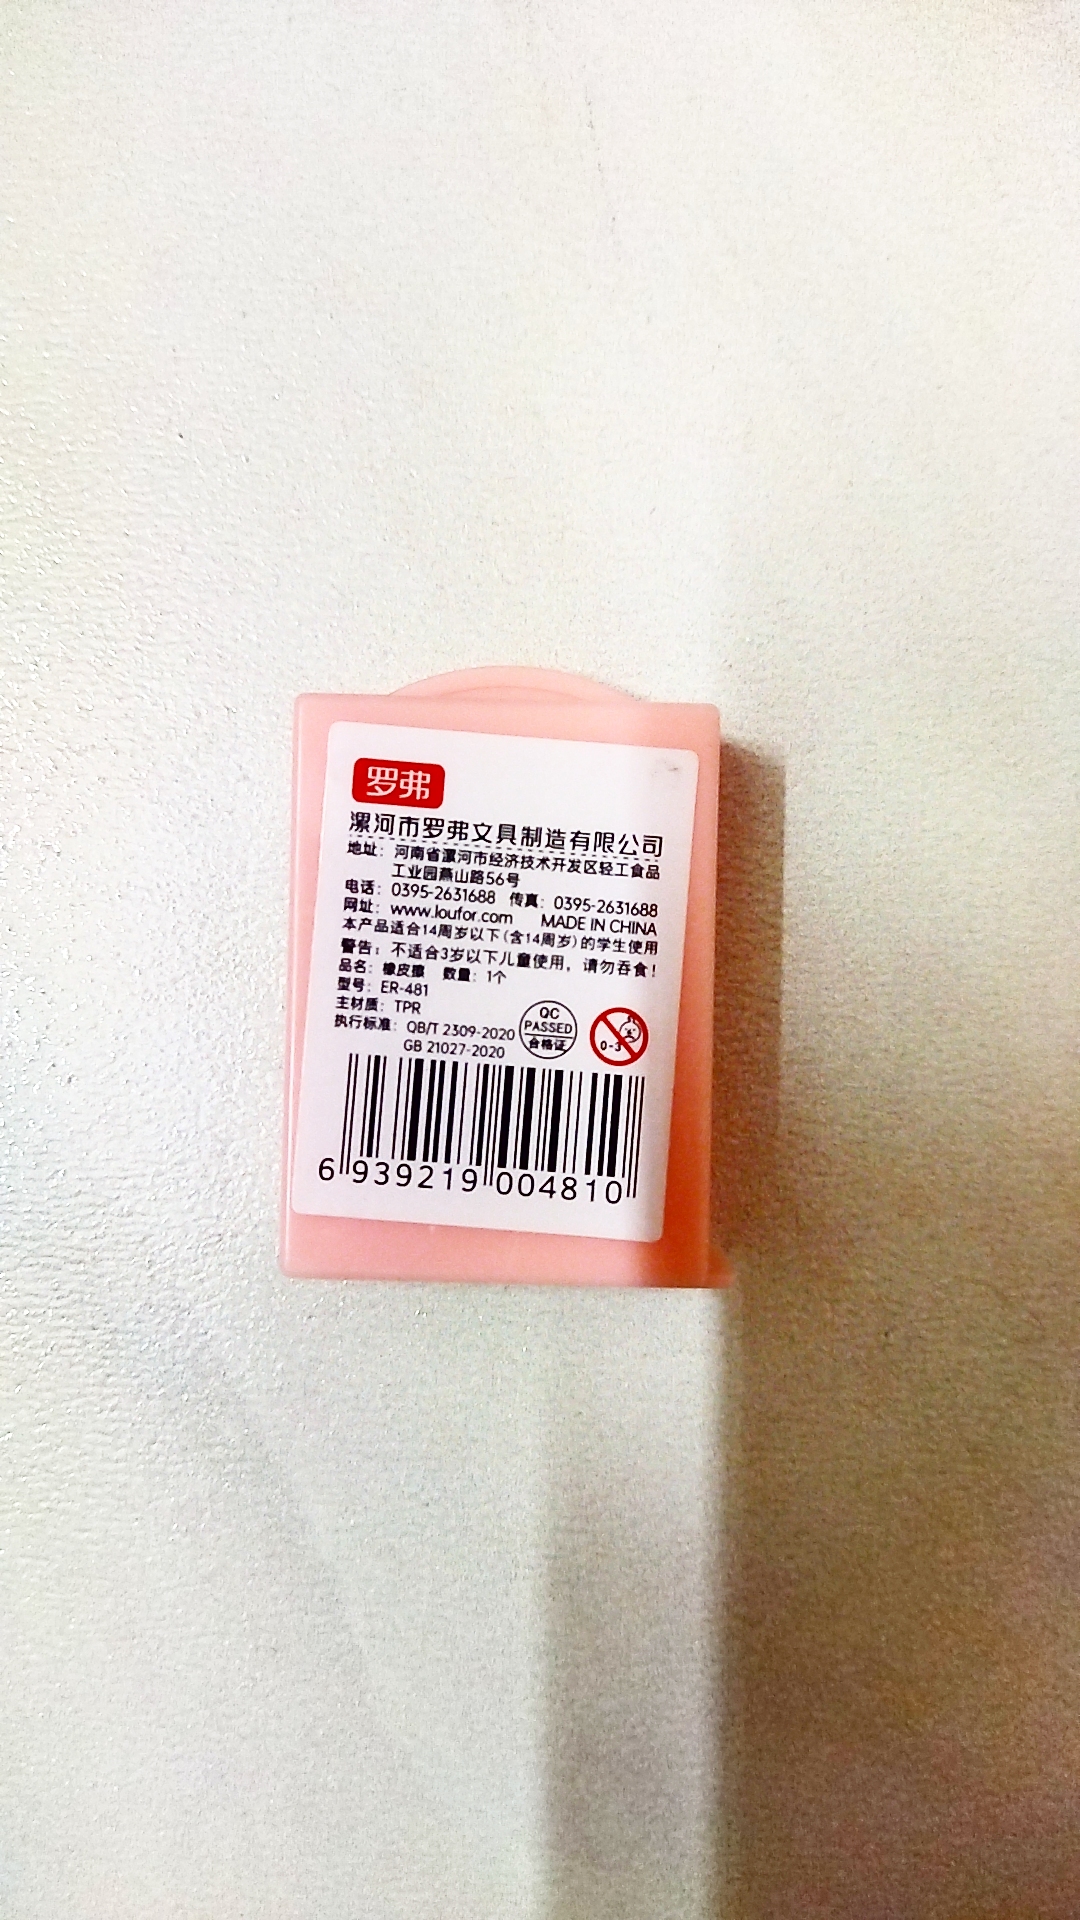 罗弗
漯河市罗弗文具制造有限公司
地址：河南省漯河市经济技术开发区轻工食品
工业园燕山路56号
电话：0395-2631688 传真：0395-2631688
网址：www.loufor.com MADE IN CHINA
本产品适合14周岁以下(含14周岁)的学生使用
警告：不适合3岁以下儿童使用，请勿吞食！
品名：橡皮擦 数量：1个
型号：ER-481
主材质：TPR
执行标准：QB/T 2309-2020
GB 21027-2020
QC
PASSED
合格证
0-3
6 939219 004810